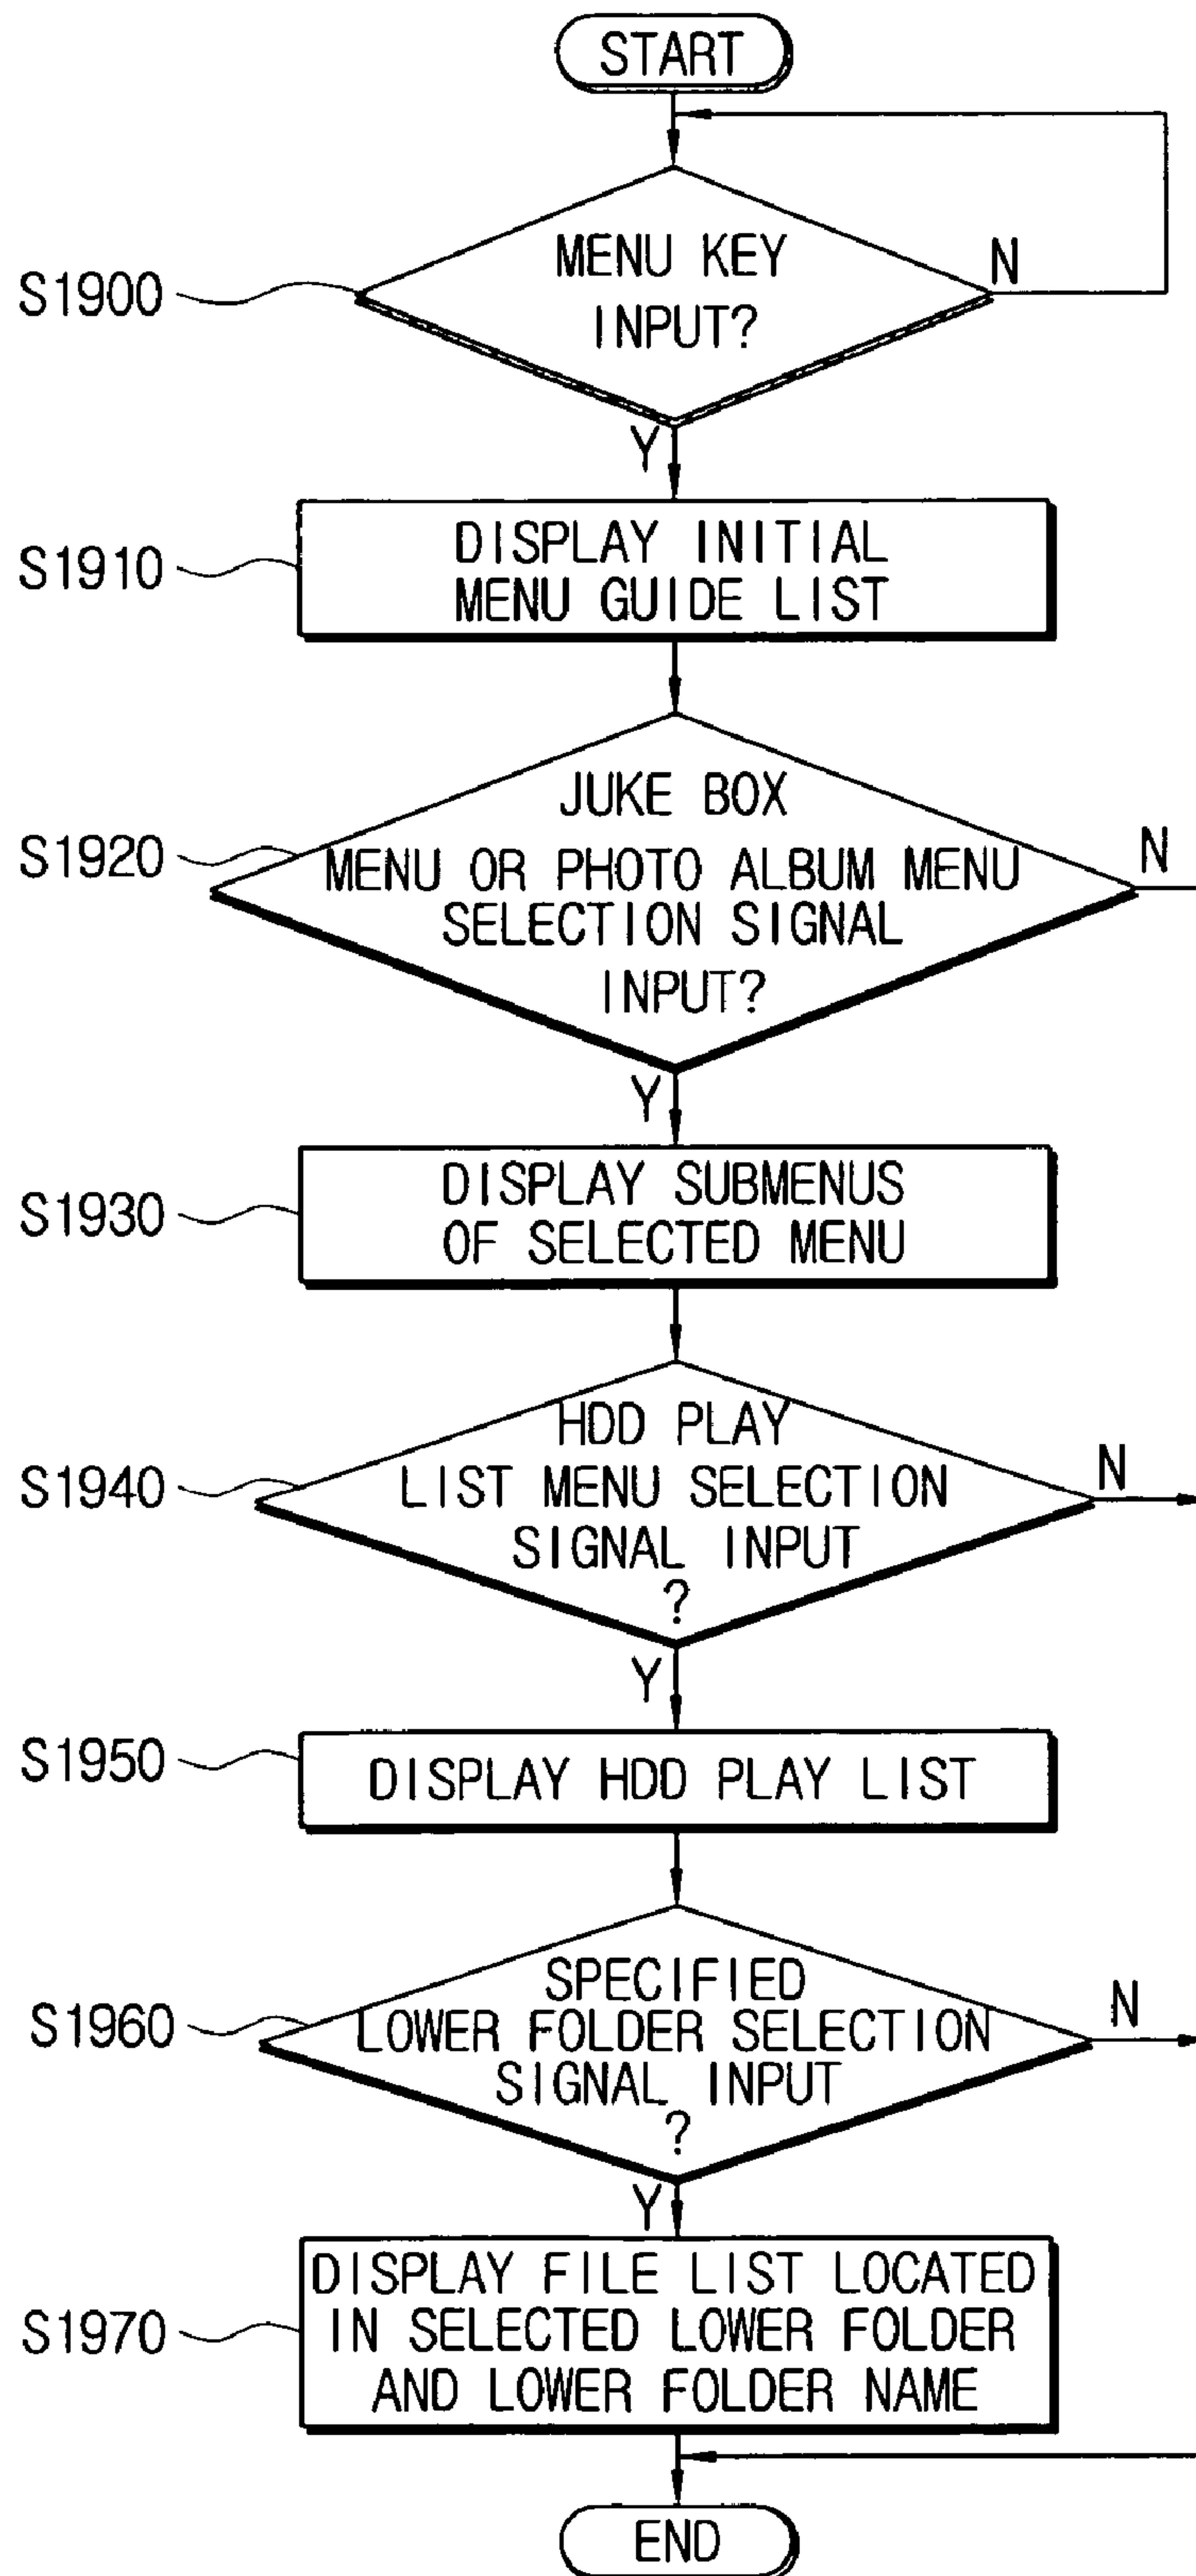 START
MENU KEY
INPUT?
N
S1900
Y
DISPLAY INITIAL
MENU GUIDE LIST
S1910
JUKE BOX
MENU OR PHOTO ALBUM MENU
SELECTION SIGNAL
INPUT?
N
S1920
Y
DISPLAY SUBMENUS
OF SELECTED MENU
S1930
HDD PLAY
LIST MENU SELECTION
SIGNAL INPUT
?
N
S1940
Y
S1950
DISPLAY HDD PLAY LIST
SPECIFIED
LOWER FOLDER SELECTION
SIGNAL INPUT
?
N
S1960
Y
DISPLAY FILE LIST LOCATED
IN SELECTED LOWER FOLDER
AND LOWER FOLDER NAME
S1970
END